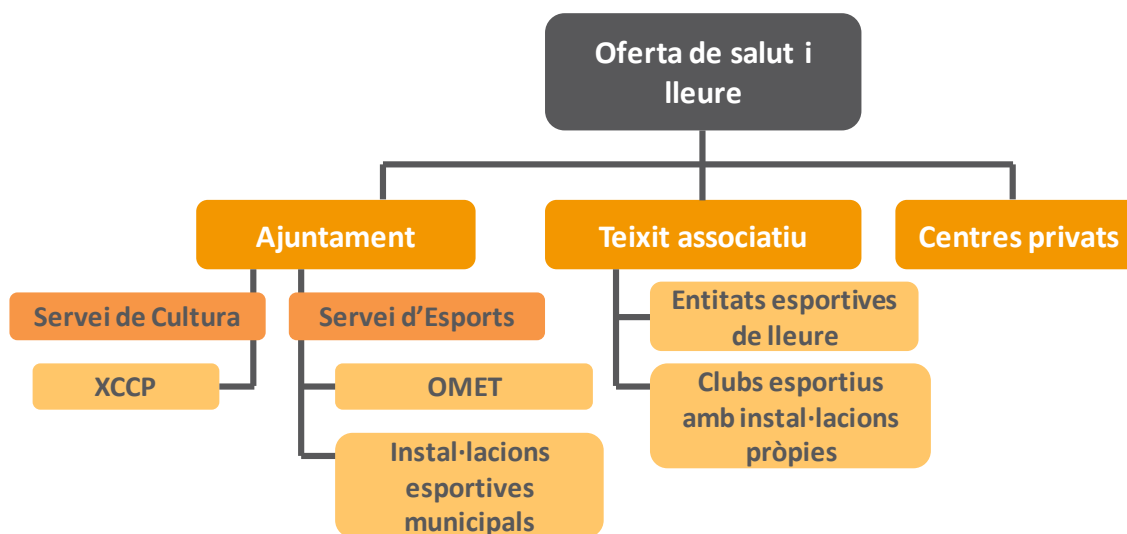 Oferta de salut i
lleure
Ajuntament
Teixit associatiu
Centres privats
Servei de Cultura
Servei d’Esports
Entitats esportives
de lleure
XCCP
OMET
Clubs esportius
amb instal·lacions
pròpies
Instal·lacions
esportives
municipals